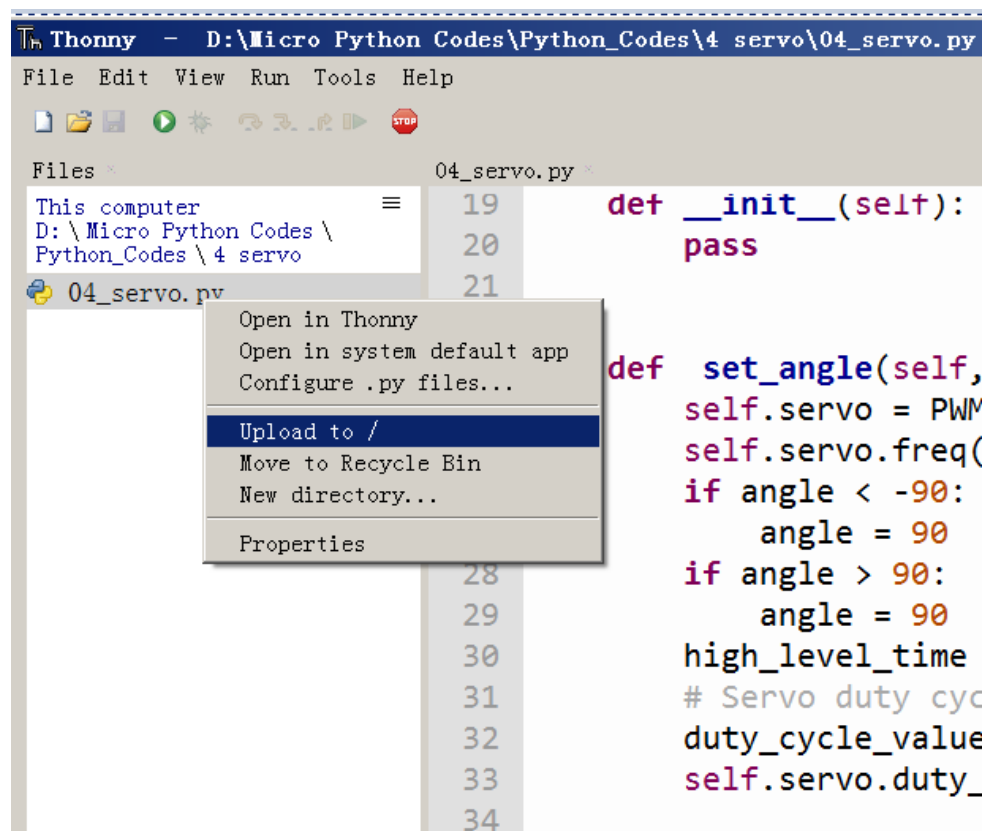 Thonny - D:\Micro Python Codes\Python_Codes\4 servo\04_servo.py
File Edit View Run Tools Help
STOP
Files
This computer
D: \ Micro Python Codes \
Python_Codes \ 4 servo
04_servo.py
Open in Thonny
Open in system default app
Configure .py files...
Upload to /
Move to Recycle Bin
New directory...
Properties
04_servo.py
19 def __init__(self):
20 pass
21
def set_angle(self,
self.servo = PWM
self.servo.freq(
if angle < -90:
angle = 90
28 if angle > 90:
29 angle = 90
30 high_level_time
31 # Servo duty cyc
32 duty_cycle_value
33 self.servo.duty_
34